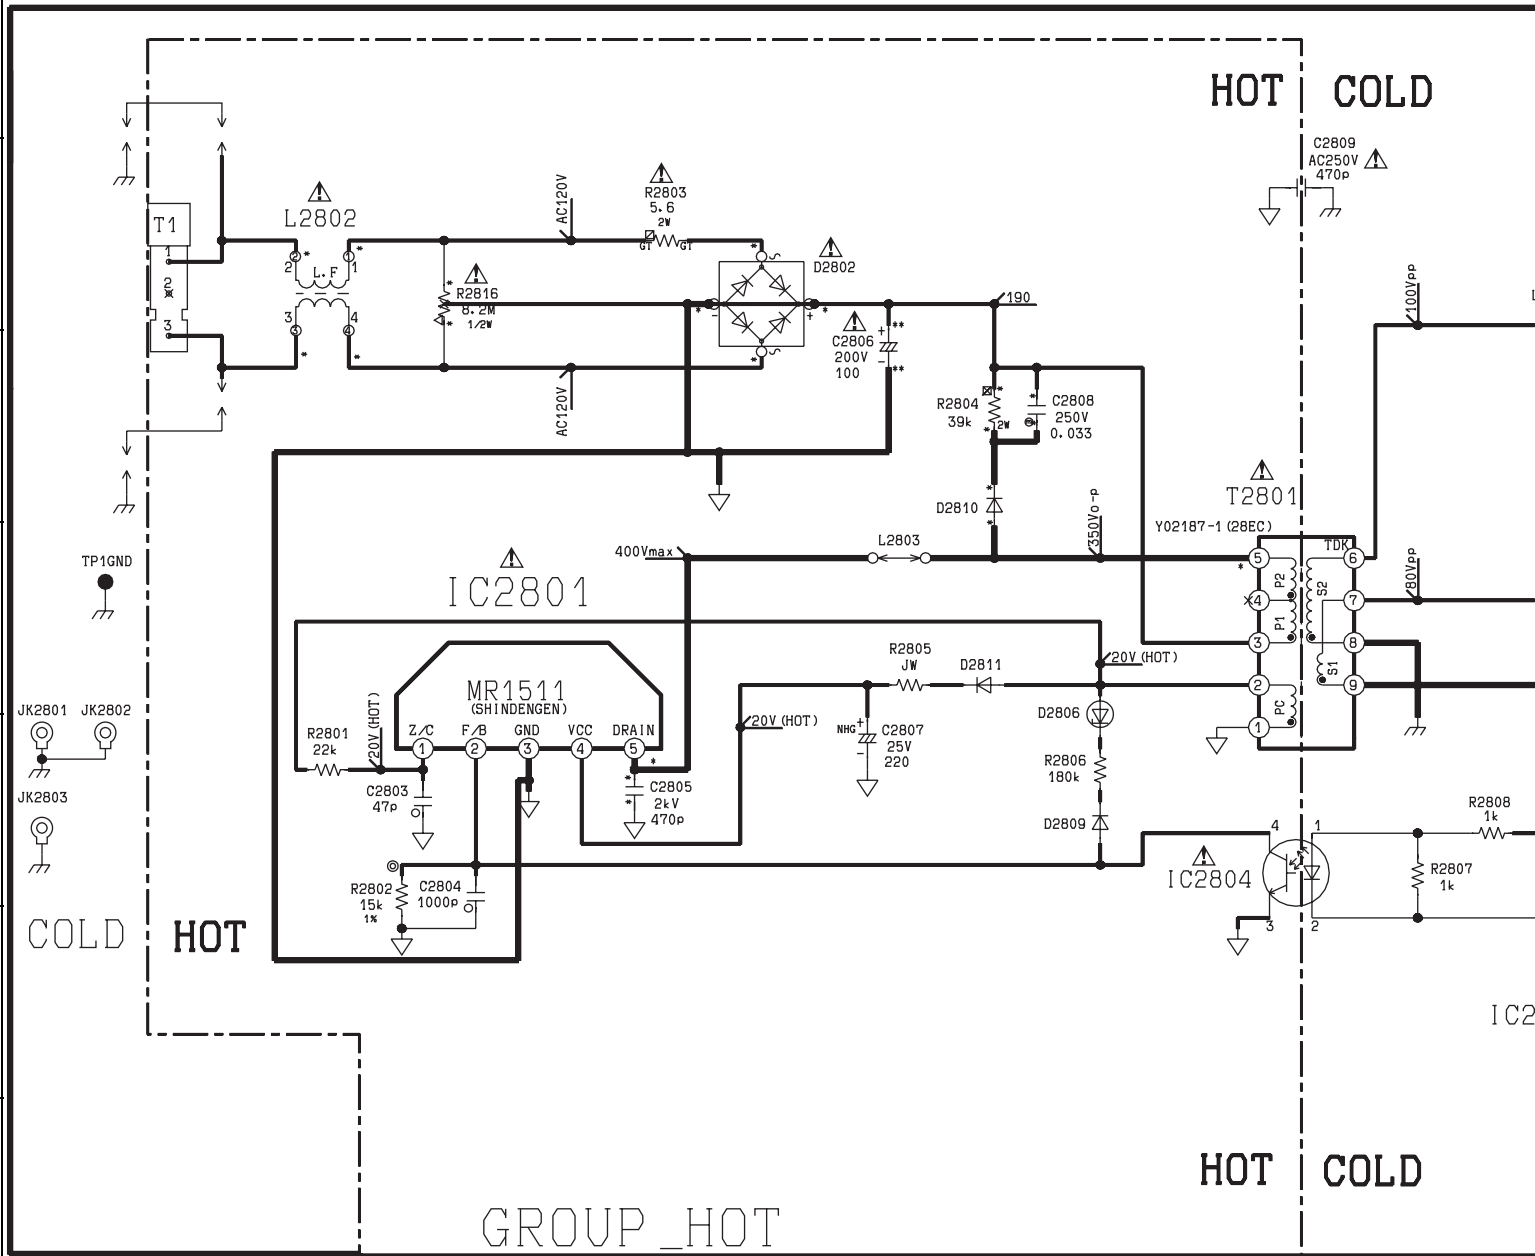 HOT COLD
C2809
AC250V
470p
T1
1
2
3
L2802
L.F
2
1
3
4
AC120V
R2803
5.6
2W
GT GT
D2802
R2816
8.2M
1/2W
C2806
200V
100
190
AC120V
R2804
39k
2W
C2808
250V
0.033
100Vpp
D2810
350Vo-p
T2801
Y02187-1(28EC)
TDK
400Vmax
L2803
TP1GND
IC2801
5
4
3
2
1
P2
P1
PC
S2
S1
6
7
8
9
80Vpp
20V(HOT)
R2805
JW
D2811
MR1511
(SHINDENGEN)
Z/C F/B GND VCC DRAIN
1 2 3 4 5
JK2801 JK2802
JK2803
R2801
22k
20V(HOT)
20V(HOT)
NHG
C2807
25V
220
D2806
R2806
180k
D2809
C2803
47p
C2805
2kV
470p
R2802
15k
1%
C2804
1000p
IC2804
4
1
3
2
R2808
1k
R2807
1k
COLD HOT
IC2
HOT COLD
GROUP_HOT